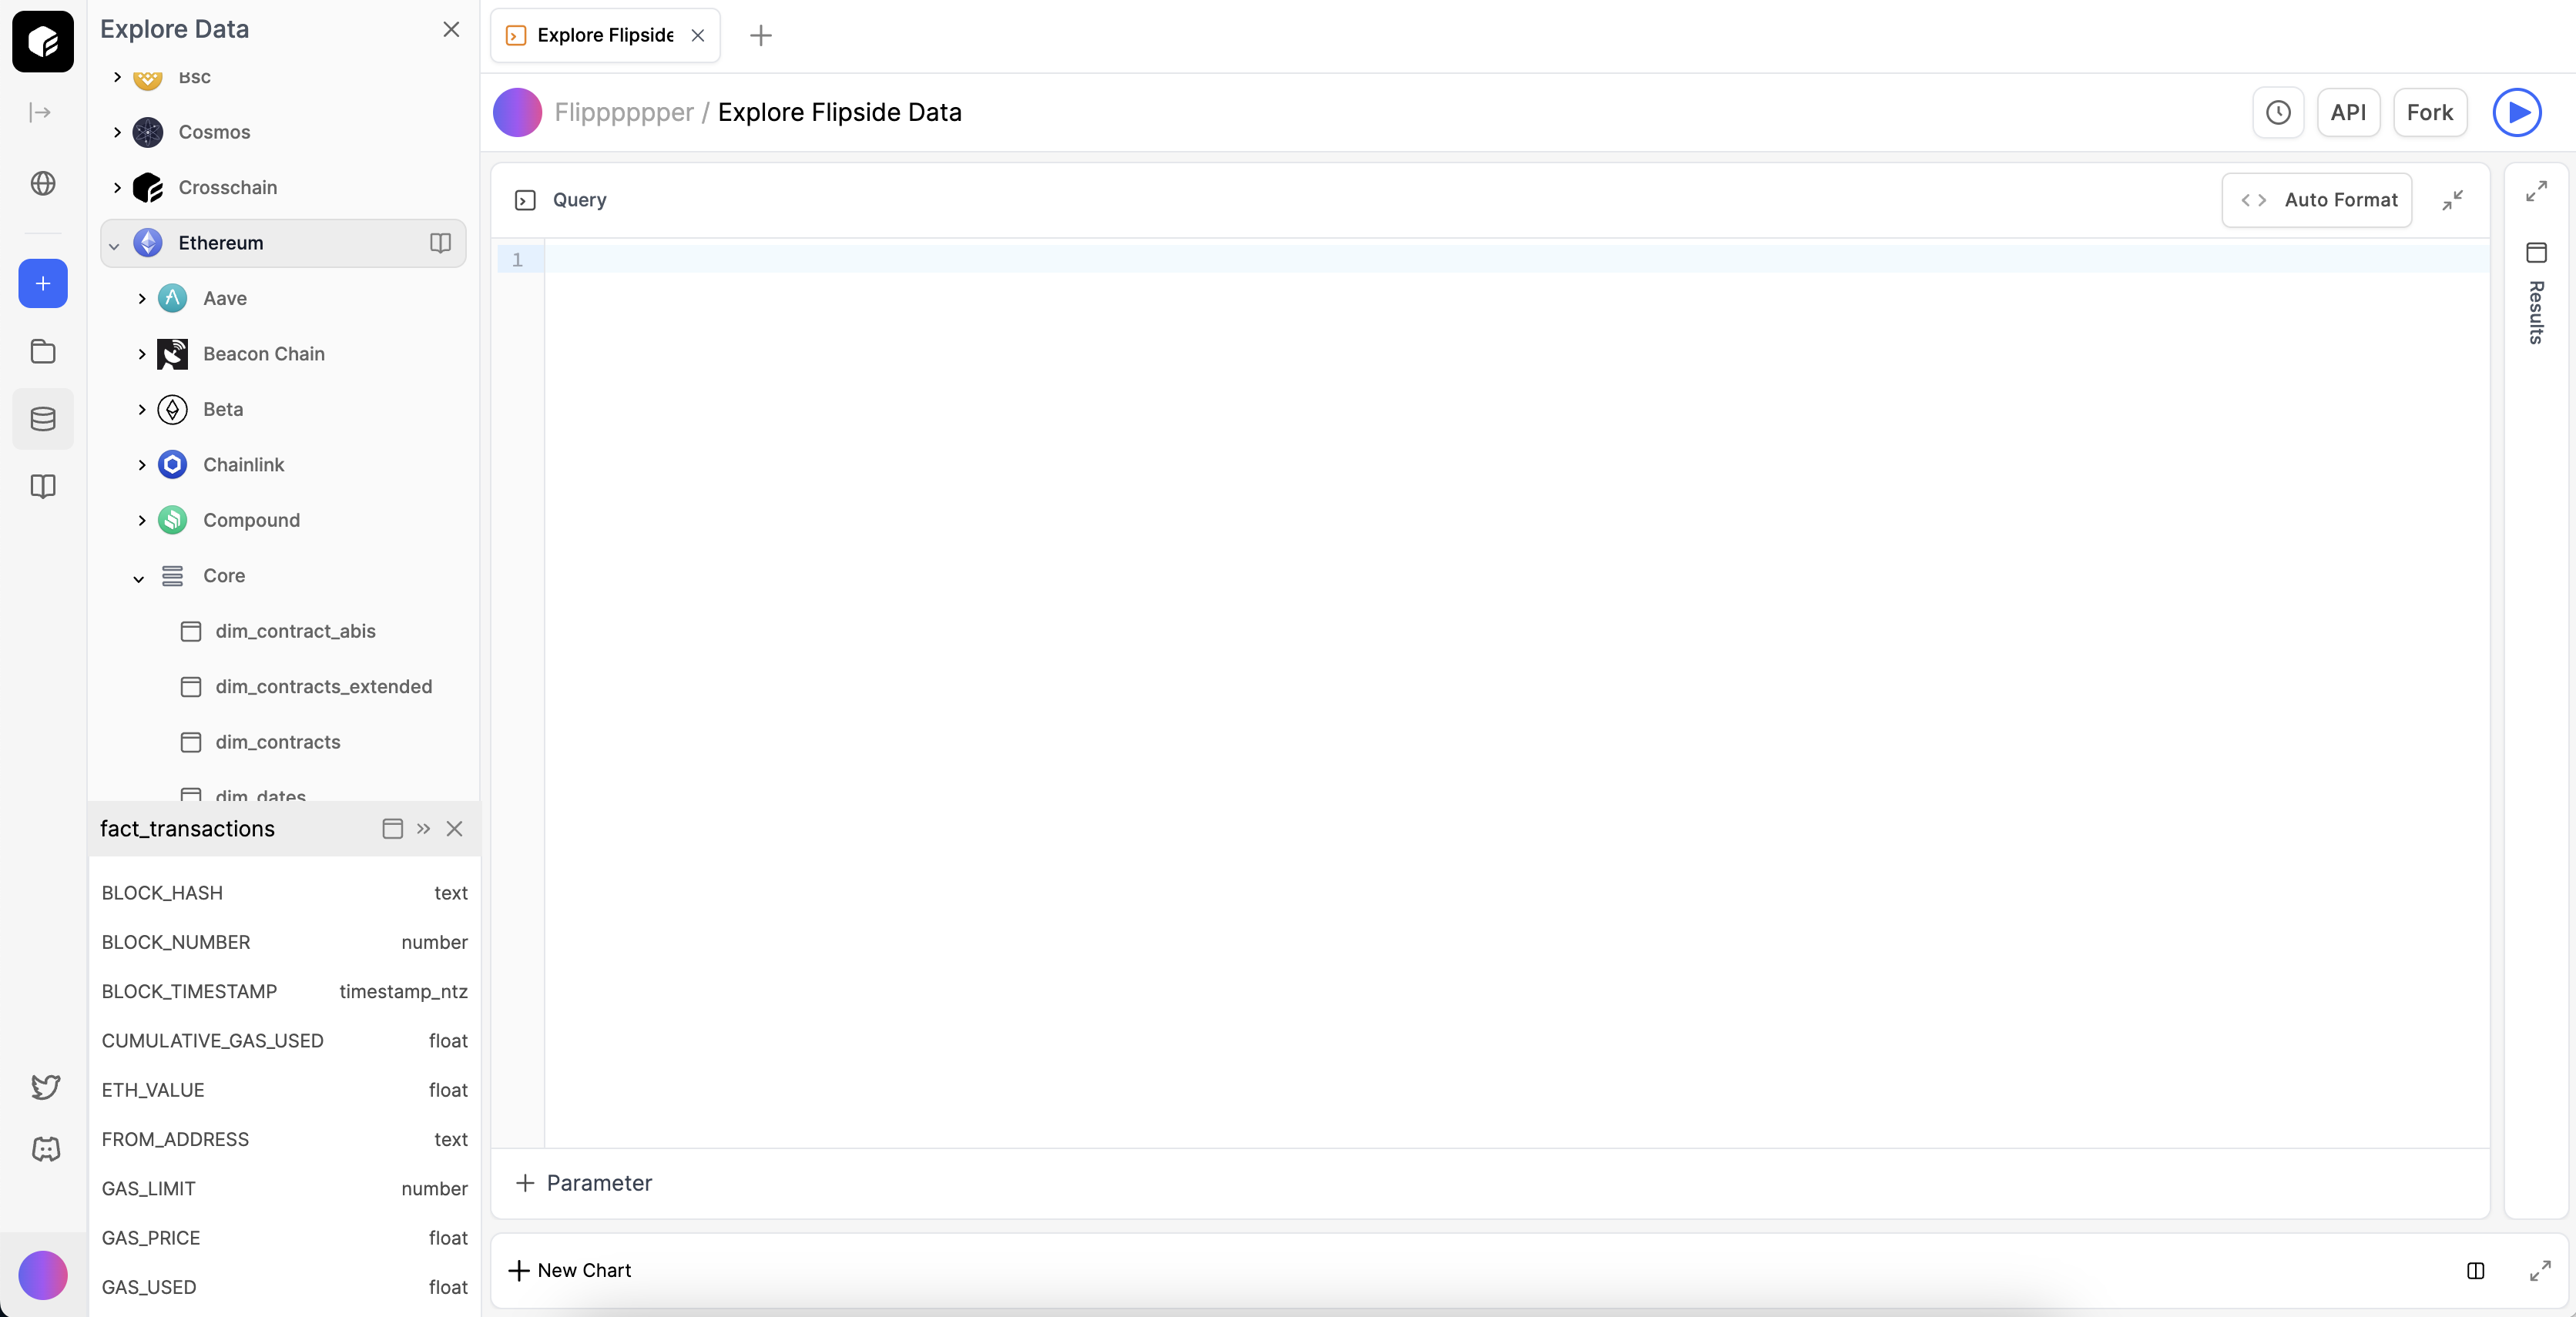 Explore Data
Bsc
Cosmos
Crosschain
Ethereum
Aave
Beacon Chain
Beta
Chainlink
Compound
Core
dim_contract_abis
dim_contracts_extended
dim_contracts
dim_dates
fact_transactions
BLOCK_HASH text
BLOCK_NUMBER number
BLOCK_TIMESTAMP timestamp_ntz
CUMULATIVE_GAS_USED float
ETH_VALUE float
FROM_ADDRESS text
GAS_LIMIT number
GAS_PRICE float
GAS_USED float
Explore Flipside
Flipppppper / Explore Flipside Data
API
Fork
Query
Auto Format
1
Parameter
New Chart
Results